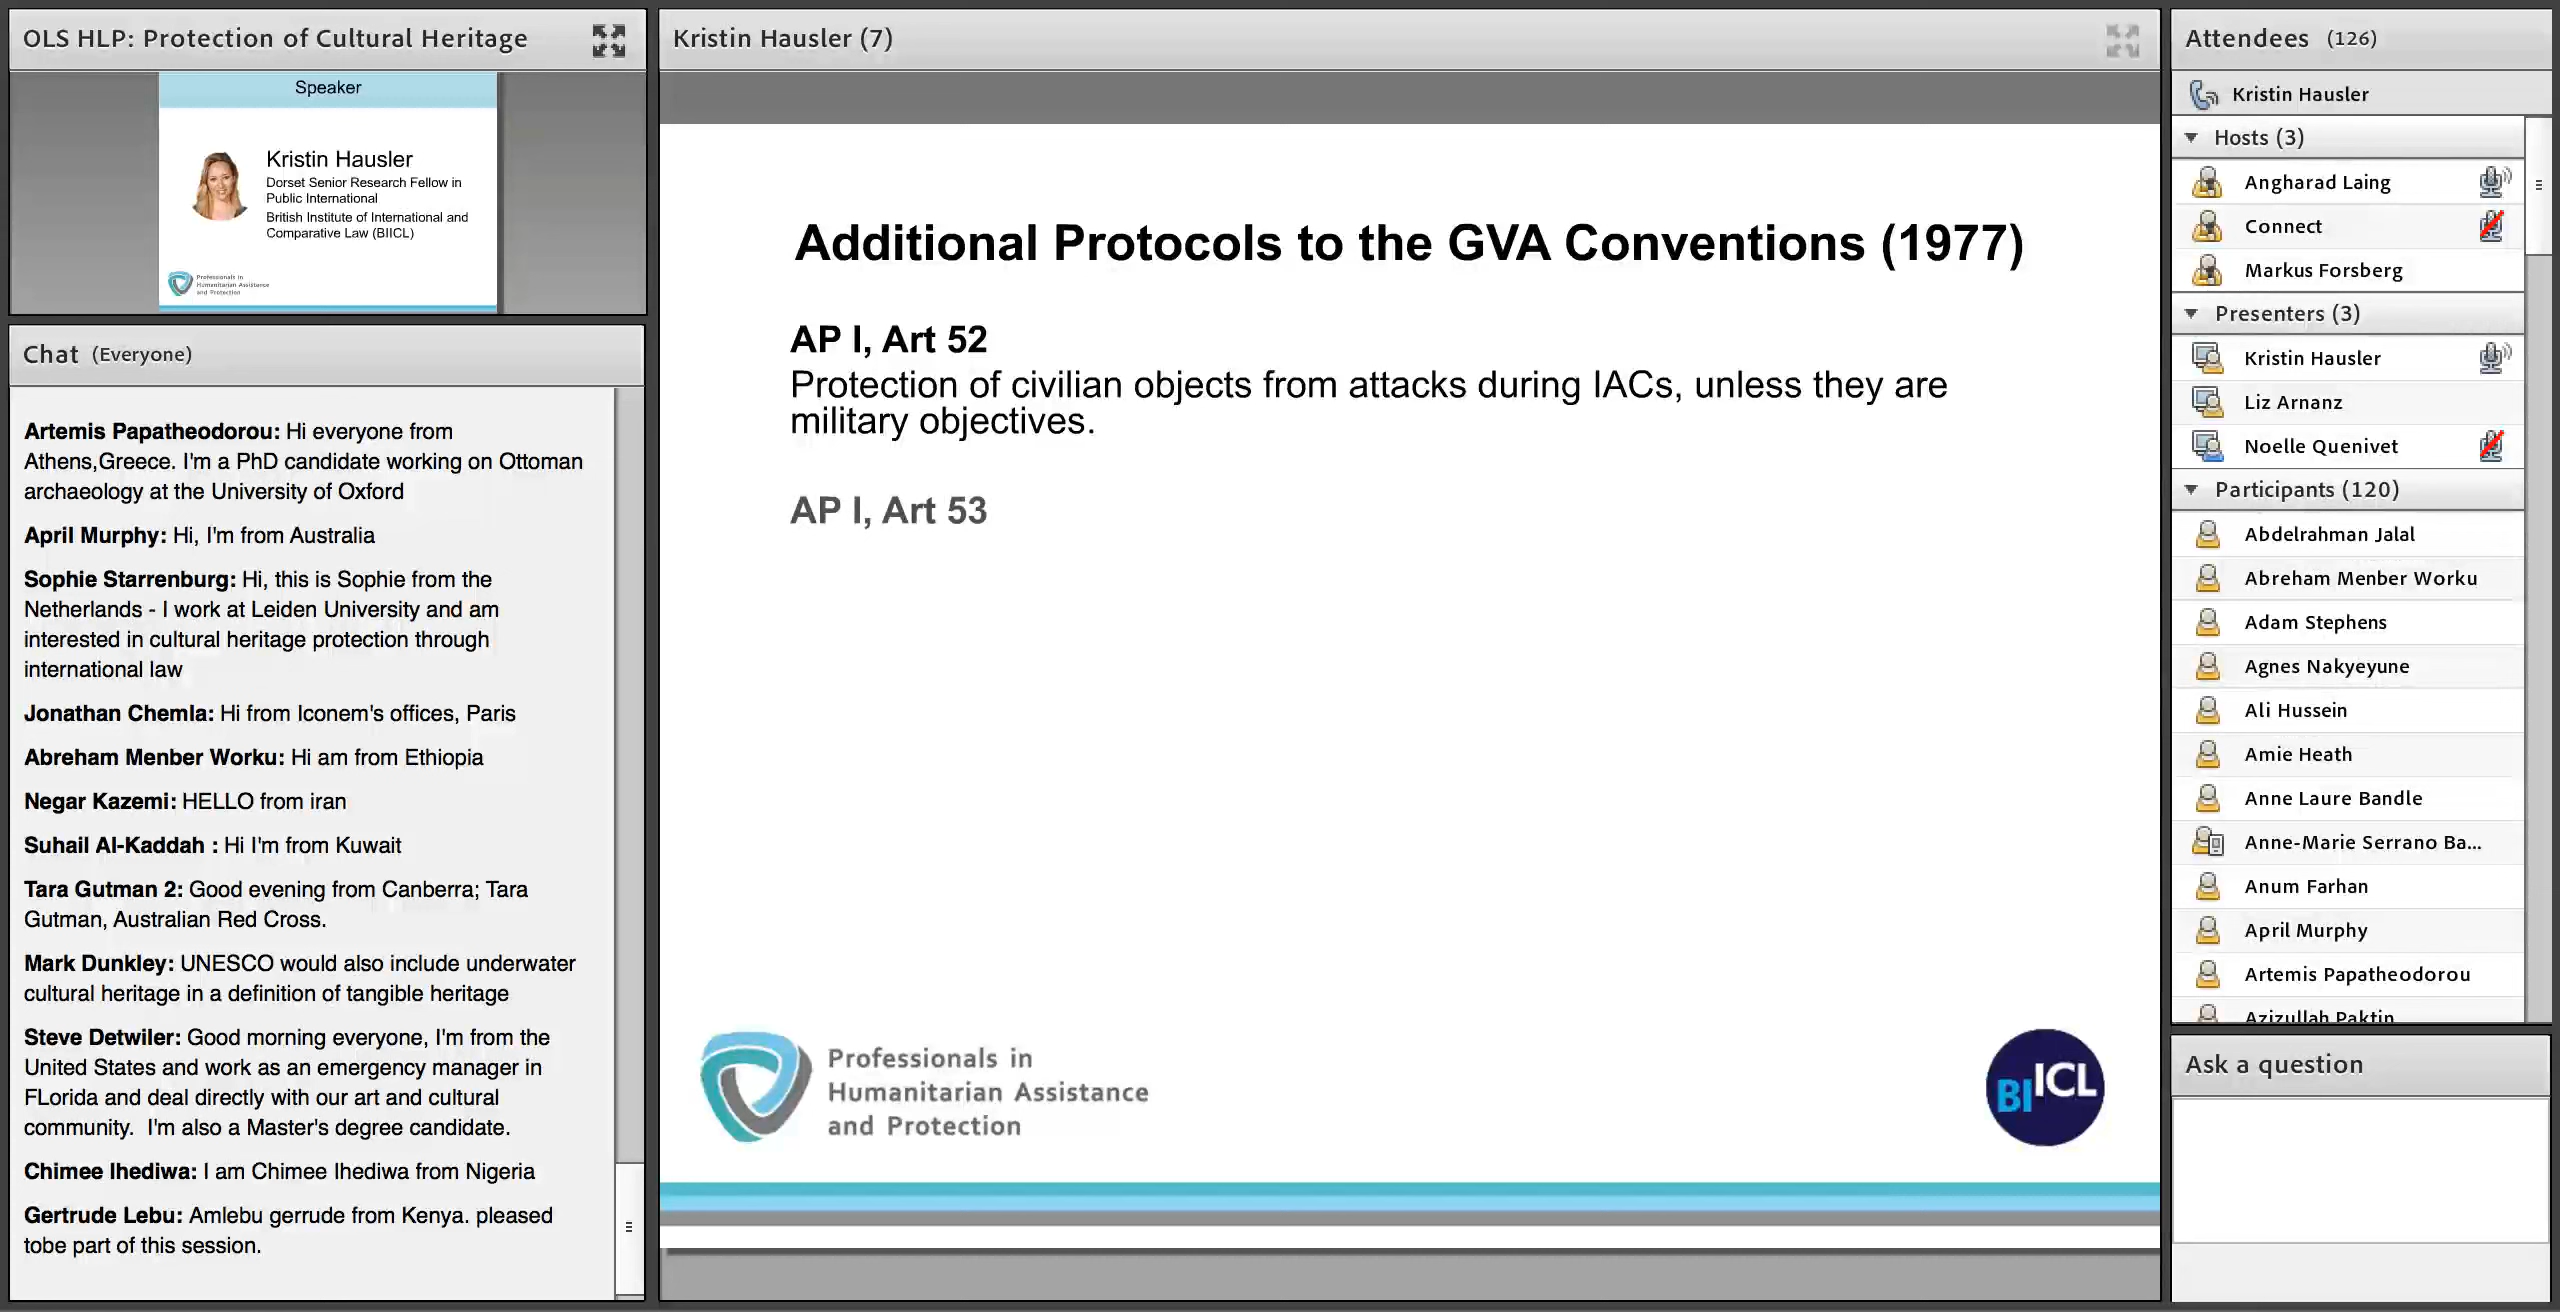 OLS HLP: Protection of Cultural Heritage
Speaker
Kristin Hausler
Dorset Senior Research Fellow in
Public International
British Institute of International and
Comparative Law (BIICL)
Professionals in
Humanitarian Assistance
and Protection
Chat (Everyone)
Artemis Papatheodorou: Hi everyone from
Athens,Greece. I'm a PhD candidate working on Ottoman
archaeology at the University of Oxford
April Murphy: Hi, I'm from Australia
Sophie Starrenburg: Hi, this is Sophie from the
Netherlands - I work at Leiden University and am
interested in cultural heritage protection through
international law
Jonathan Chemla: Hi from Iconem's offices, Paris
Abreham Menber Worku: Hi am from Ethiopia
Negar Kazemi: HELLO from iran
Suhail Al-Kaddah : Hi I'm from Kuwait
Tara Gutman 2: Good evening from Canberra; Tara
Gutman, Australian Red Cross.
Mark Dunkley: UNESCO would also include underwater
cultural heritage in a definition of tangible heritage
Steve Detwiler: Good morning everyone, I'm from the
United States and work as an emergency manager in
FLorida and deal directly with our art and cultural
community.  I'm also a Master's degree candidate.
Chimee Ihediwa: I am Chimee Ihediwa from Nigeria
Gertrude Lebu: Amlebu gerrude from Kenya. pleased
tobe part of this session.
Kristin Hausler (7)
Additional Protocols to the GVA Conventions (1977)
AP I, Art 52
Protection of civilian objects from attacks during IACs, unless they are
military objectives.
AP I, Art 53
Professionals in
Humanitarian Assistance
and Protection
BIICL
Attendees (126)
Kristin Hausler
Hosts (3)
Angharad Laing
Connect
Markus Forsberg
Presenters (3)
Kristin Hausler
Liz Arnanz
Noelle Quenivet
Participants (120)
Abdelrahman Jalal
Abreham Menber Worku
Adam Stephens
Agnes Nakyeyune
Ali Hussein
Amie Heath
Anne Laure Bandle
Anne-Marie Serrano Ba...
Anum Farhan
April Murphy
Artemis Papatheodorou
Azizullah Paktin
Ask a question